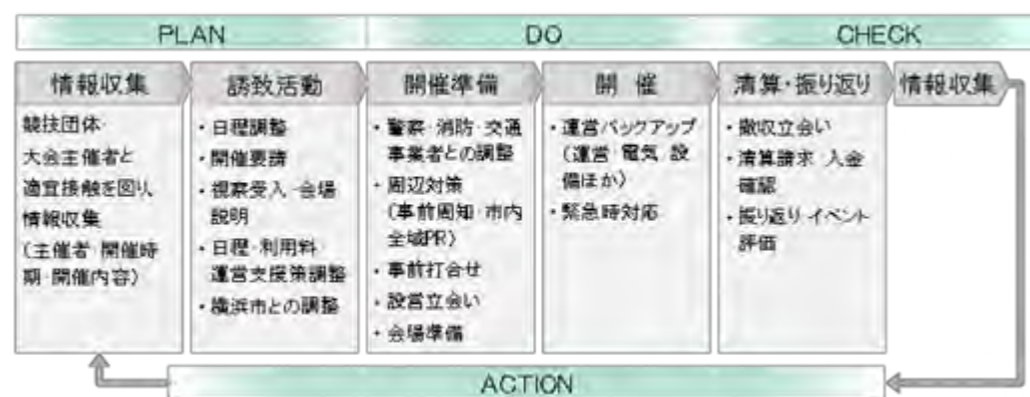 PLAN
DO
CHECK
情報収集
競技団体・
大会主催者と
適宜接触を図り、
情報収集
(主催者・開催時
期・開催内容)
誘致活動
・日程調整
・開催要請
・視察受入・会場
説明
・日程・利用料・
運営支援策調整
・横浜市との調整
開催準備
・警察・消防・交通
事業者との調整
・周辺対策
(事前周知・市内
全域PR)
・事前打合せ
・設営立会い
・会場準備
開 催
・運営バックアップ
(運営・電気・設
備ほか)
・緊急時対応
清算・振り返り
・撤収立会い
・清算請求・入金
確認
・振り返り・イベント
評価
情報収集
ACTION